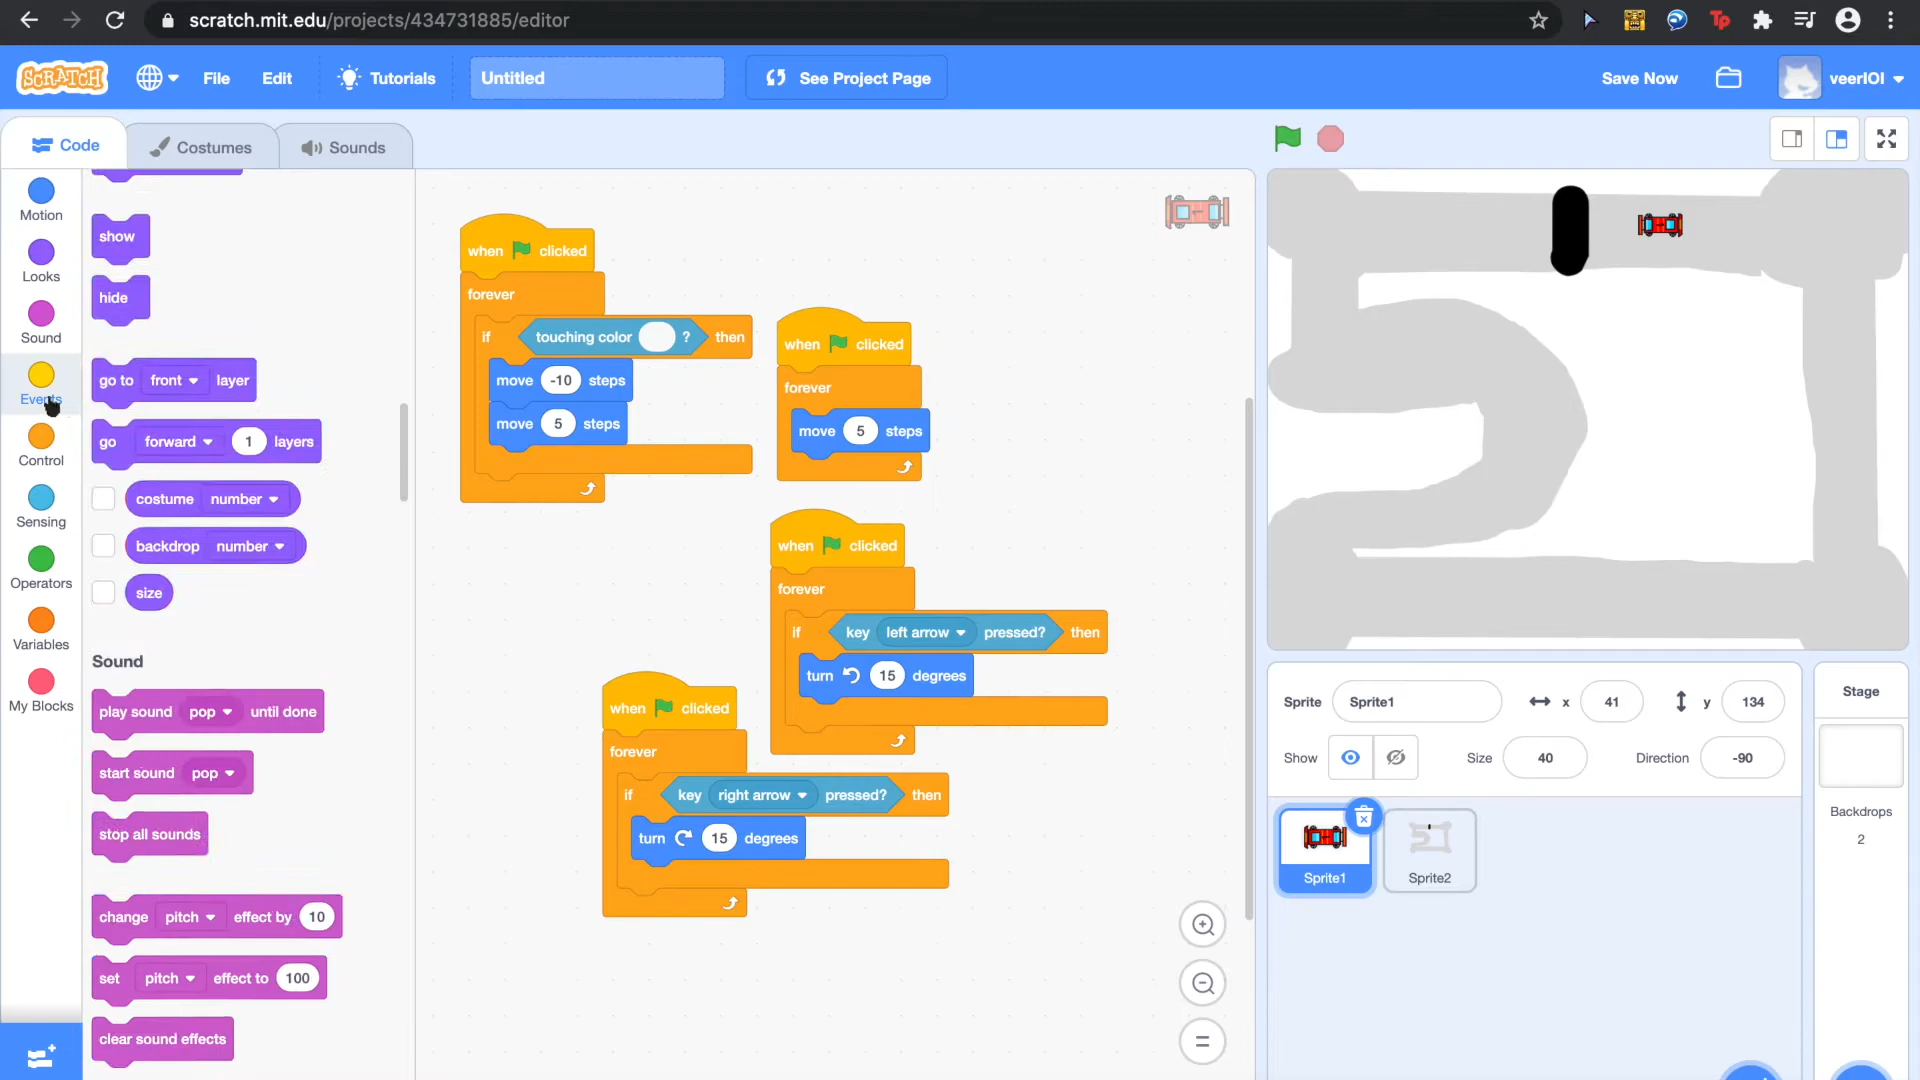 scratch.mit.edu/projects/434731885/editor
SCRATCH
File
Edit
Tutorials
Untitled
See Project Page
Save Now
veerIOI
Code
Costumes
Sounds
Motion
Looks
Sound
Events
Control
Sensing
Operators
Variables
My Blocks
show
hide
go to front layer
go forward 1 layers
costume number
backdrop number
size
Sound
play sound pop until done
start sound pop
stop all sounds
change pitch effect by 10
set pitch effect to 100
clear sound effects
when clicked
forever
if touching color ? then
move -10 steps
move 5 steps
when clicked
forever
move 5 steps
when clicked
forever
if key left arrow pressed? then
turn 15 degrees
when clicked
forever
if key right arrow pressed? then
turn 15 degrees
Sprite Sprite1 x 41 y 134
Show Size 40 Direction -90
Sprite1
Sprite2
Stage
Backdrops
2
Tp